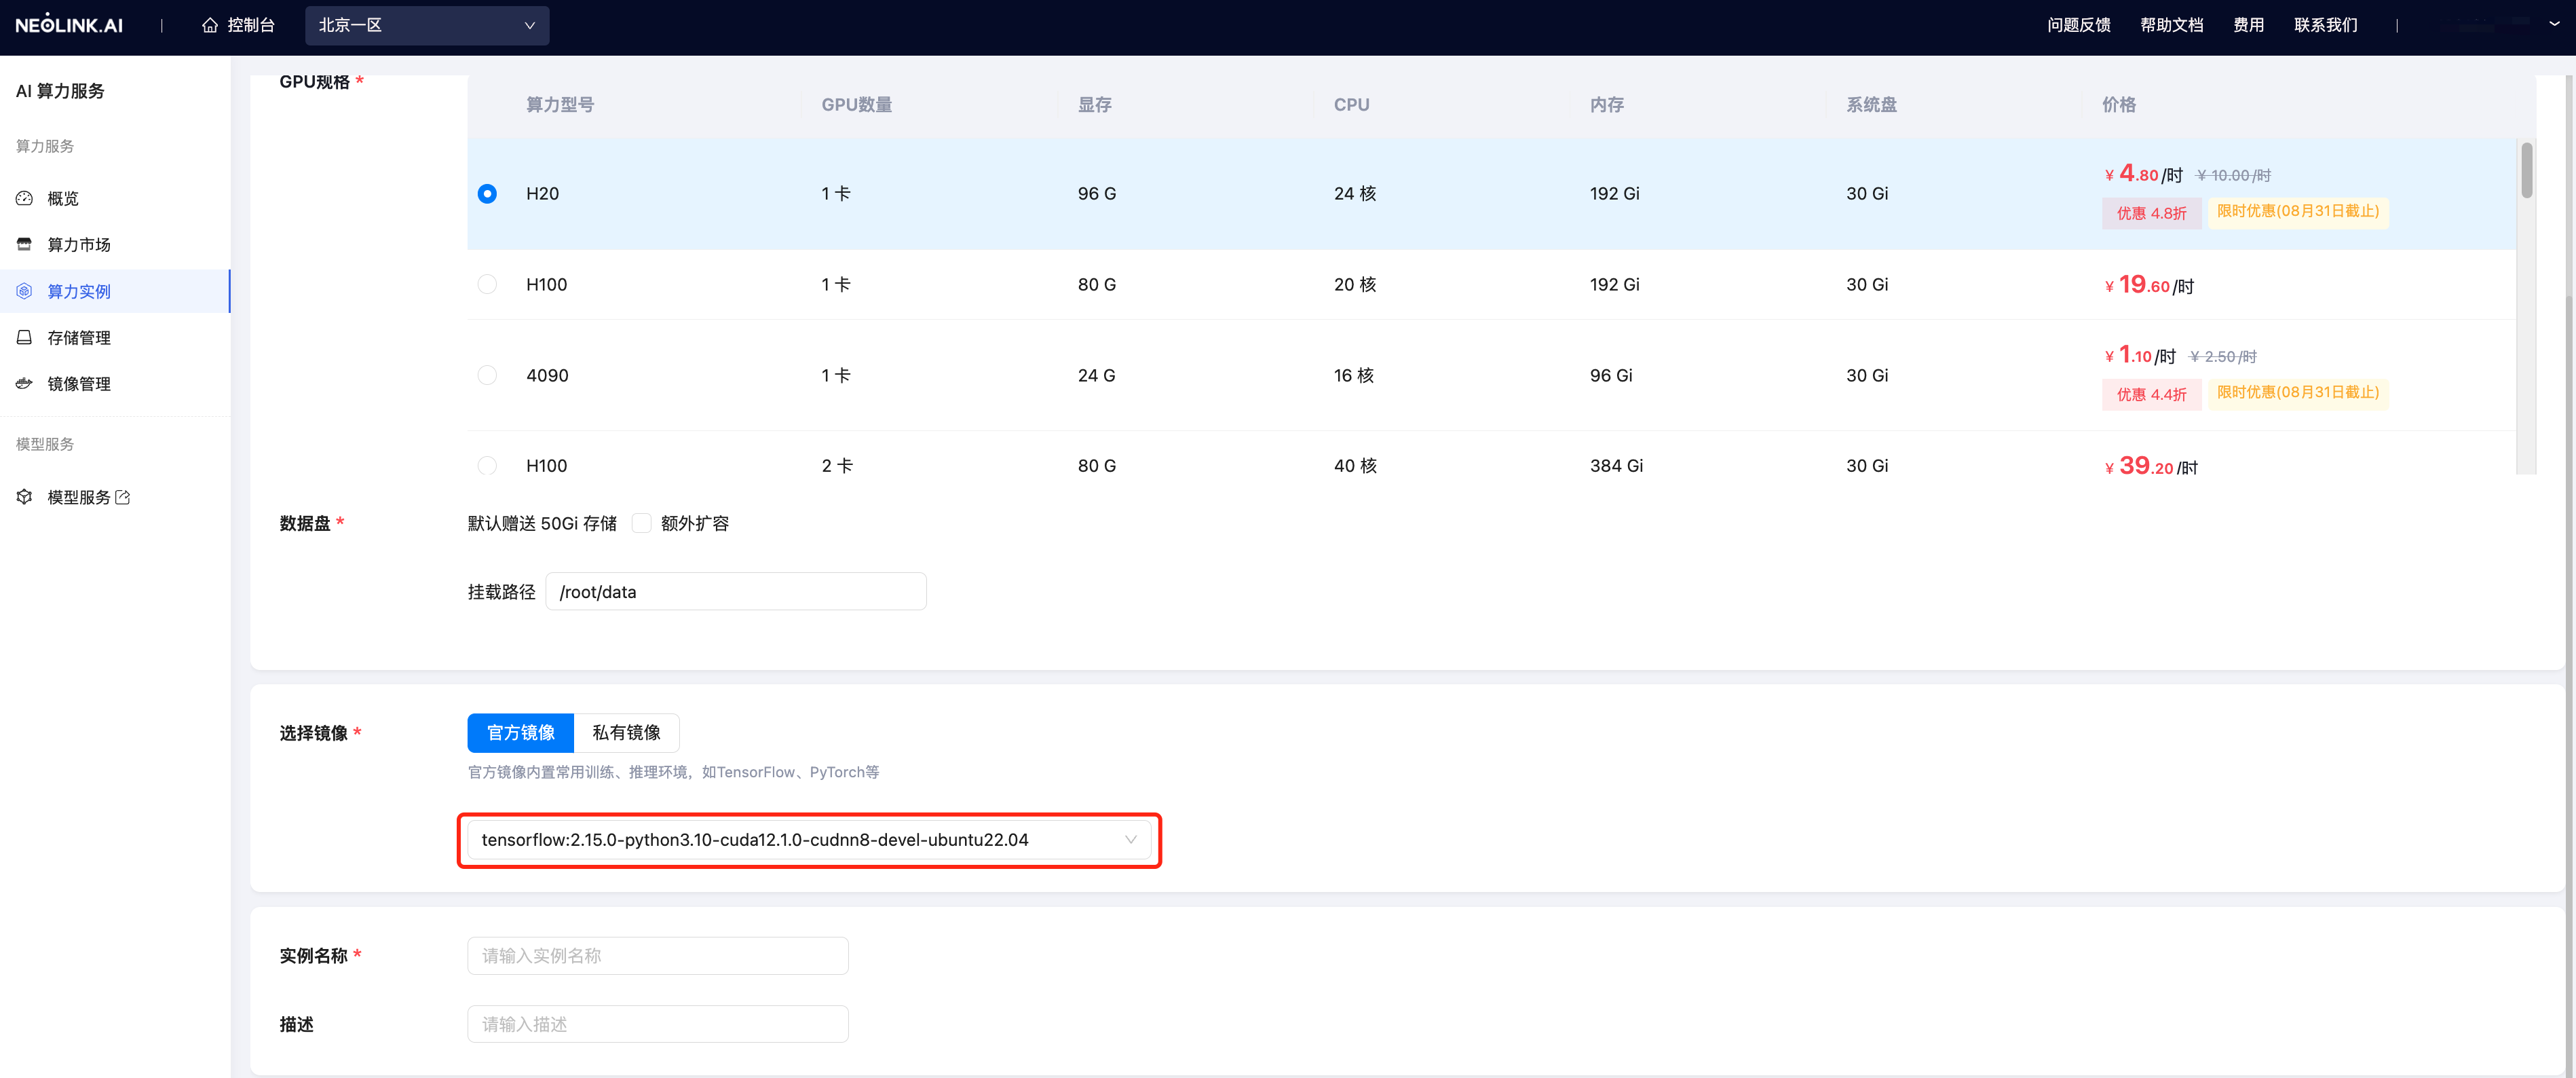 NEOLINK.AI
控制台
北京一区
问题反馈
帮助文档
费用
联系我们
AI 算力服务
算力服务
概览
算力市场
算力实例
存储管理
镜像管理
模型服务
模型服务
GPU规格 *
算力型号 GPU数量 显存 CPU 内存 系统盘 价格
H20 1 卡 96 G 24 核 192 Gi 30 Gi ¥ 4.80/时 ¥ 10.00/时
优惠 4.8折 限时优惠(08月31日截止)
H100 1 卡 80 G 20 核 192 Gi 30 Gi ¥ 19.60/时
4090 1 卡 24 G 16 核 96 Gi 30 Gi ¥ 1.10/时 ¥ 2.50/时
优惠 4.4折 限时优惠(08月31日截止)
H100 2 卡 80 G 40 核 384 Gi 30 Gi ¥ 39.20/时
数据盘 * 默认赠送 50Gi 存储 额外扩容
挂载路径 /root/data
选择镜像 * 官方镜像 私有镜像
官方镜像内置常用训练、推理环境，如TensorFlow、PyTorch等
tensorflow:2.15.0-python3.10-cuda12.1.0-cudnn8-devel-ubuntu22.04
实例名称 * 请输入实例名称
描述 请输入描述